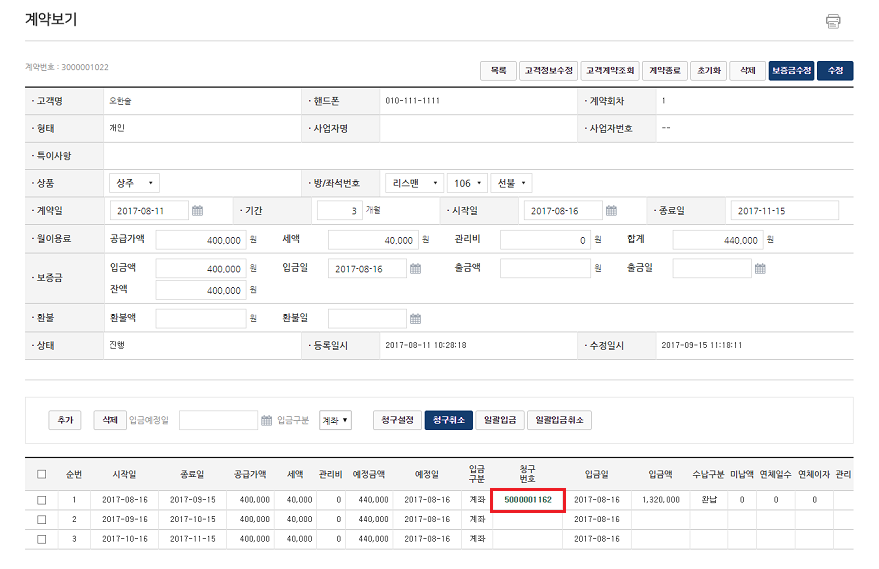 계약보기
계약번호 : 3000001022
목록 고객정보수정 고객계약조회 계약종료 초기화 삭제 보증금수정 수정
· 고객명 오한솔 · 핸드폰 010-111-1111 · 계약회차 1
· 형태 개인 · 사업자명 · 사업자번호 --
· 특이사항
· 상품 상주 · 방/좌석번호 리스맨 106 선불
· 계약일 2017-08-11 · 기간 3 개월 · 시작일 2017-08-16 · 종료일 2017-11-15
· 월이용료 공급가액 400,000 원 세액 40,000 원 관리비 0 원 합계 440,000 원
· 보증금 입금액 400,000 원 입금일 2017-08-16 출금액 원 출금일
잔액 400,000 원
· 환불 환불액 원 환불일
· 상태 진행 · 등록일시 2017-08-11 10:28:18 · 수정일시 2017-09-15 11:18:11
추가 삭제 입금예정일 입금구분 계좌 청구설정 청구취소 일괄입금 일괄입금취소
순번 시작일 종료일 공급가액 세액 관리비 예정금액 예정일 입금구분 청구번호 입금일 입금액 수납구분 미납액 연체일수 연체이자 관리
1 2017-08-16 2017-09-15 400,000 40,000 0 440,000 2017-08-16 계좌 5000001162 2017-08-16 1,320,000 완납 0 0 0
2 2017-09-16 2017-10-15 400,000 40,000 0 440,000 2017-08-16 계좌 2017-08-16
3 2017-10-16 2017-11-15 400,000 40,000 0 440,000 2017-08-16 계좌 2017-08-16